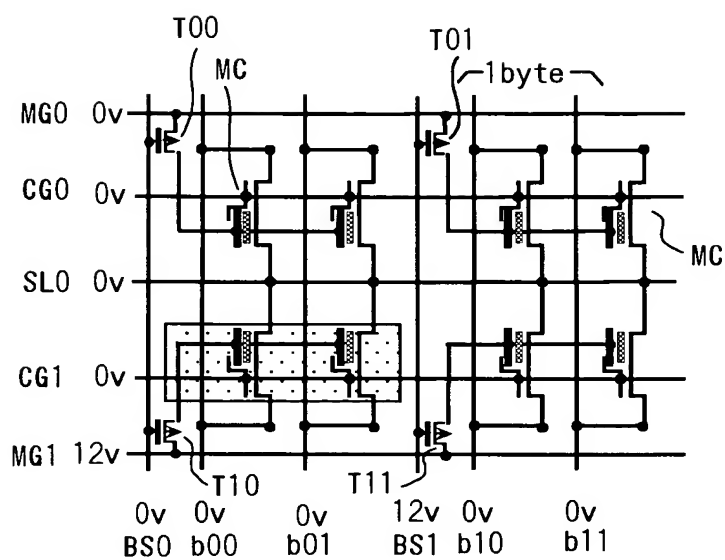 T00
MC
T01
1byte
MG0 0v
CG0 0v
MC
SL0 0v
CG1 0v
MG1 12v
T10
T11
0v 0v 0v 12v 0v 0v
BS0 b00 b01 BS1 b10 b11